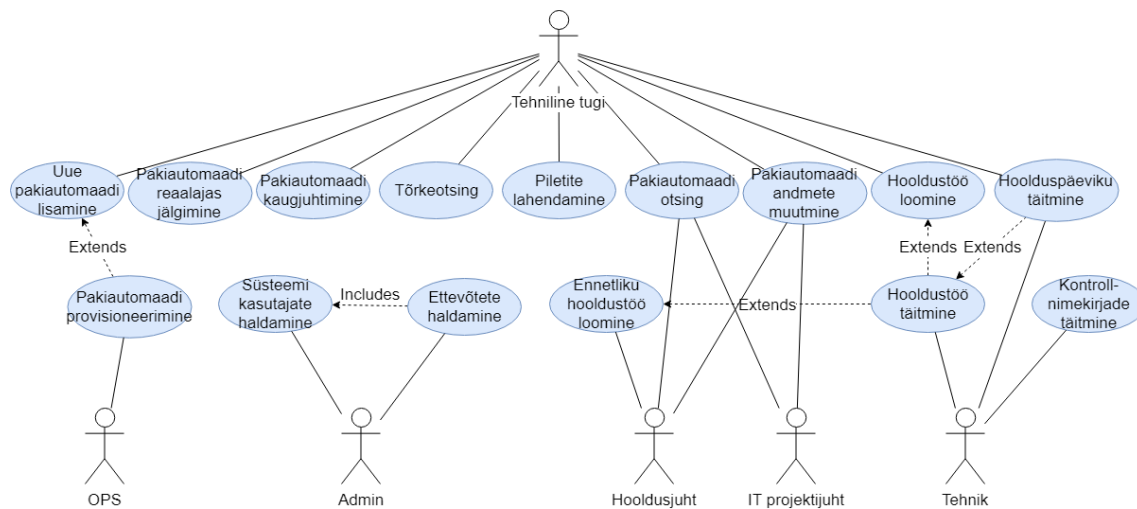 Tehniline tugi
Uue
pakiautomaadi
lisamine
Pakiautomaadi
reaalajas
jälgimine
Pakiautomaadi
kaugjuhtimine
Tõrkeotsing
Piletite
lahendamine
Pakiautomaadi
otsing
Pakiautomaadi
andmete
muutmine
Hooldustöö
loomine
Hoolduspäeviku
täitmine
Extends
Extends
Extends
Pakiautomaadi
provisioneerimine
Süsteemi
kasutajate
haldamine
Includes
Ettevõtete
haldamine
Ennetliku
hooldustöö
loomine
Extends
Hooldustöö
täitmine
Kontroll-
nimekirjade
täitmine
OPS
Admin
Hooldusjuht
IT projektijuht
Tehnik